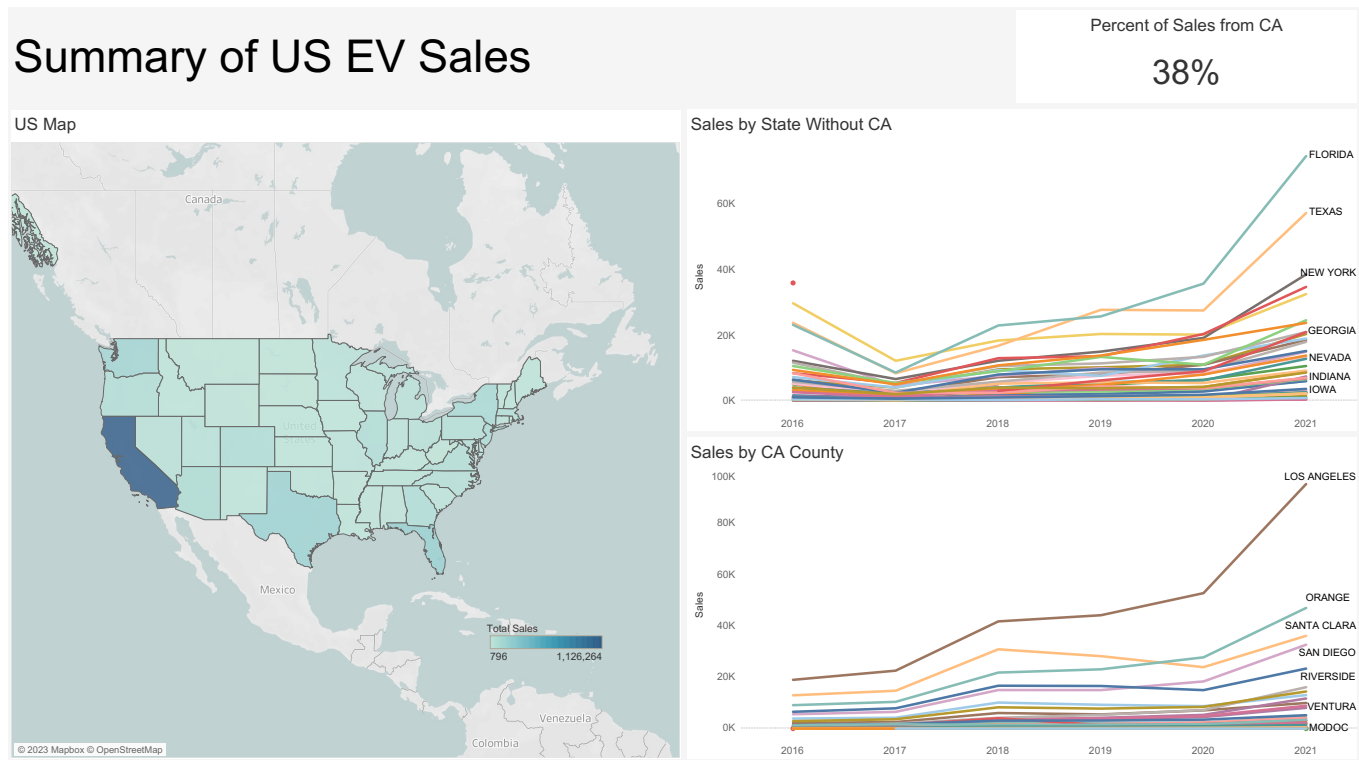 Summary of US EV Sales
Percent of Sales from CA
38%
US Map
Canada
United
States
Mexico
Venezuela
Colombia
Total Sales
796 1,126,264
© 2023 Mapbox © OpenStreetMap
Sales by State Without CA
Sales
60K
40K
20K
0K
FLORIDA
TEXAS
NEW YORK
GEORGIA
NEVADA
INDIANA
IOWA
2016 2017 2018 2019 2020 2021
Sales by CA County
Sales
100K
80K
60K
40K
20K
0K
LOS ANGELES
ORANGE
SANTA CLARA
SAN DIEGO
RIVERSIDE
VENTURA
MODOC
2016 2017 2018 2019 2020 2021